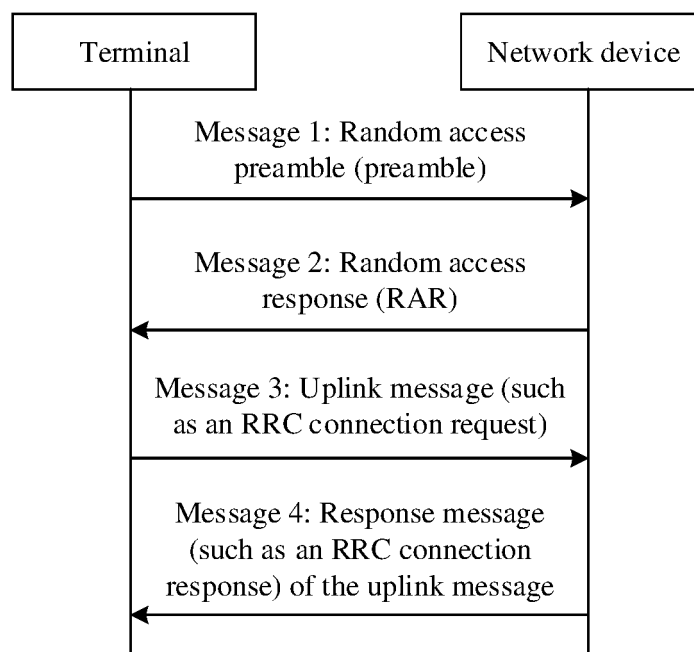 Terminal
Network device
Message 1: Random access
preamble (preamble)
Message 2: Random access
response (RAR)
Message 3: Uplink message (such
as an RRC connection request)
Message 4: Response message
(such as an RRC connection
response) of the uplink message